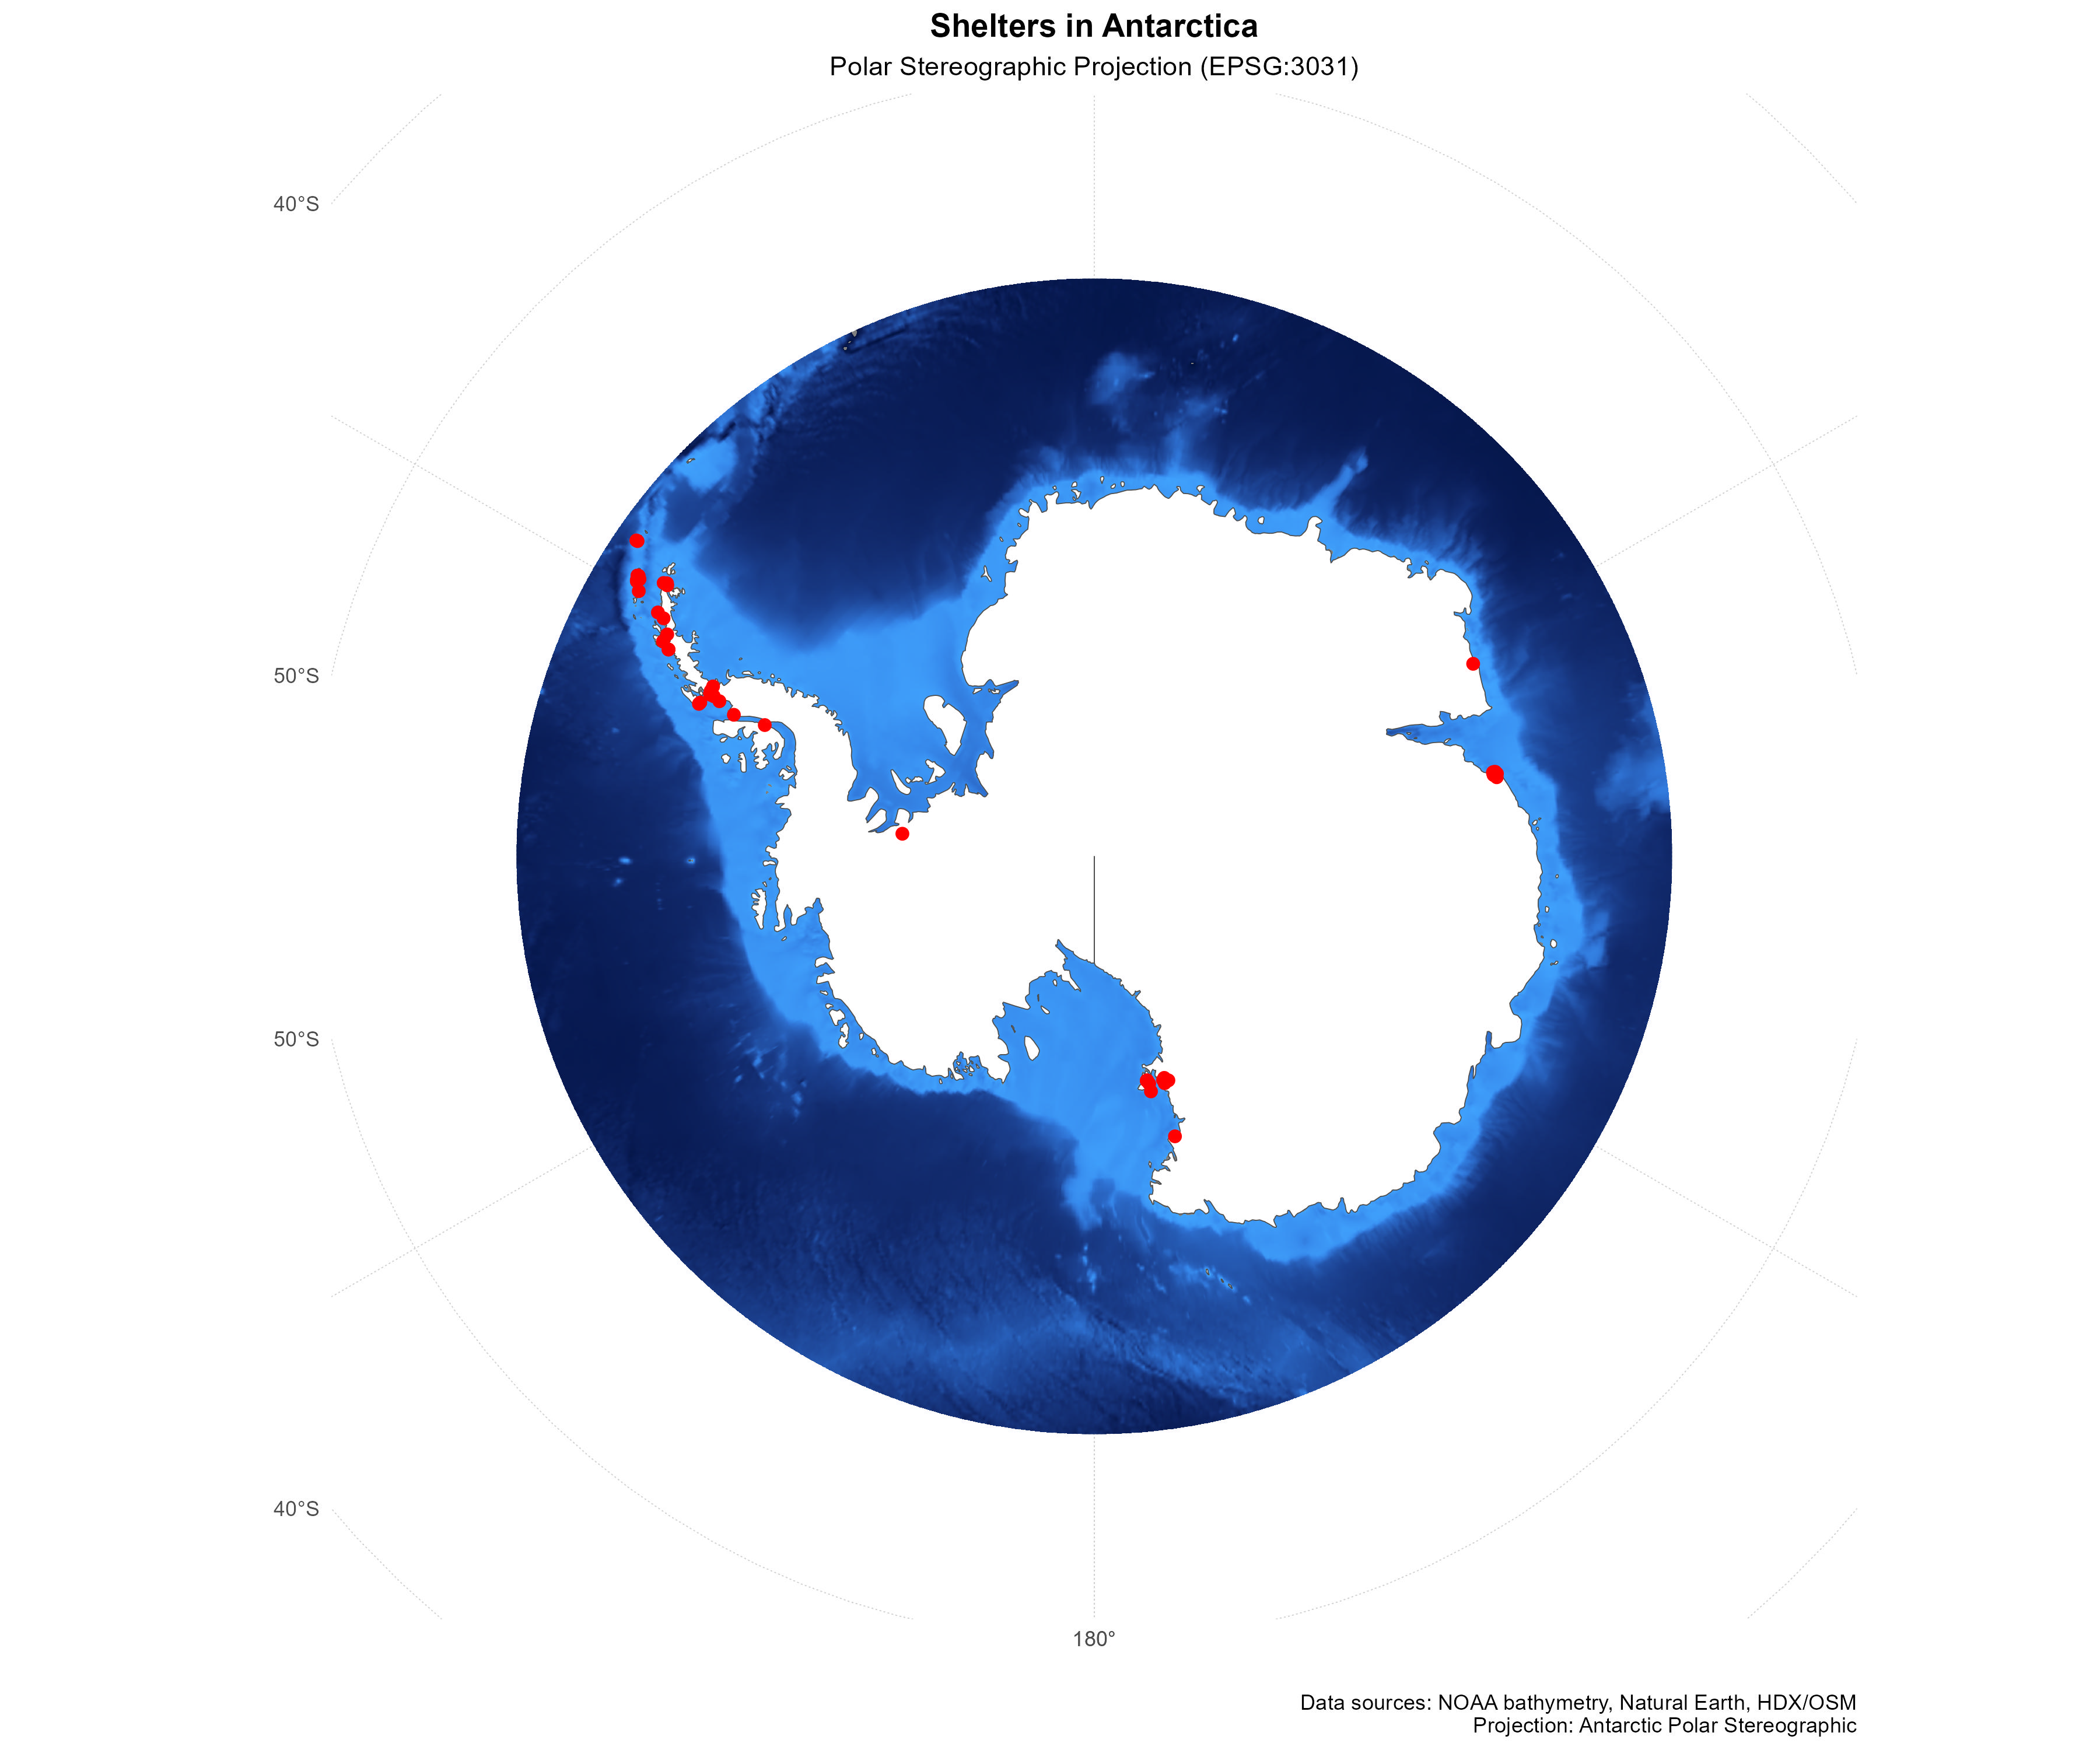 Shelters in Antarctica
Polar Stereographic Projection (EPSG:3031)
40°S
50°S
50°S
40°S
180°
Data sources: NOAA bathymetry, Natural Earth, HDX/OSM
Projection: Antarctic Polar Stereographic